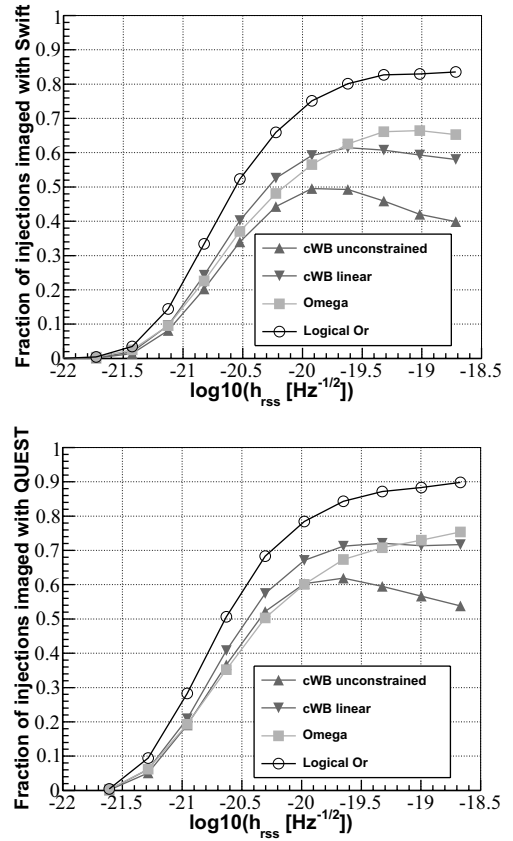 Fraction of injections imaged with Swift
1
0.9
0.8
0.7
0.6
0.5
0.4
0.3
0.2
0.1
0
cWB unconstrained
cWB linear
Omega
Logical Or
-22 -21.5 -21 -20.5 -20 -19.5 -19 -18.5
log10(h_rss [Hz^-1/2])
Fraction of injections imaged with QUEST
1
0.9
0.8
0.7
0.6
0.5
0.4
0.3
0.2
0.1
0
cWB unconstrained
cWB linear
Omega
Logical Or
-22 -21.5 -21 -20.5 -20 -19.5 -19 -18.5
log10(h_rss [Hz^-1/2])